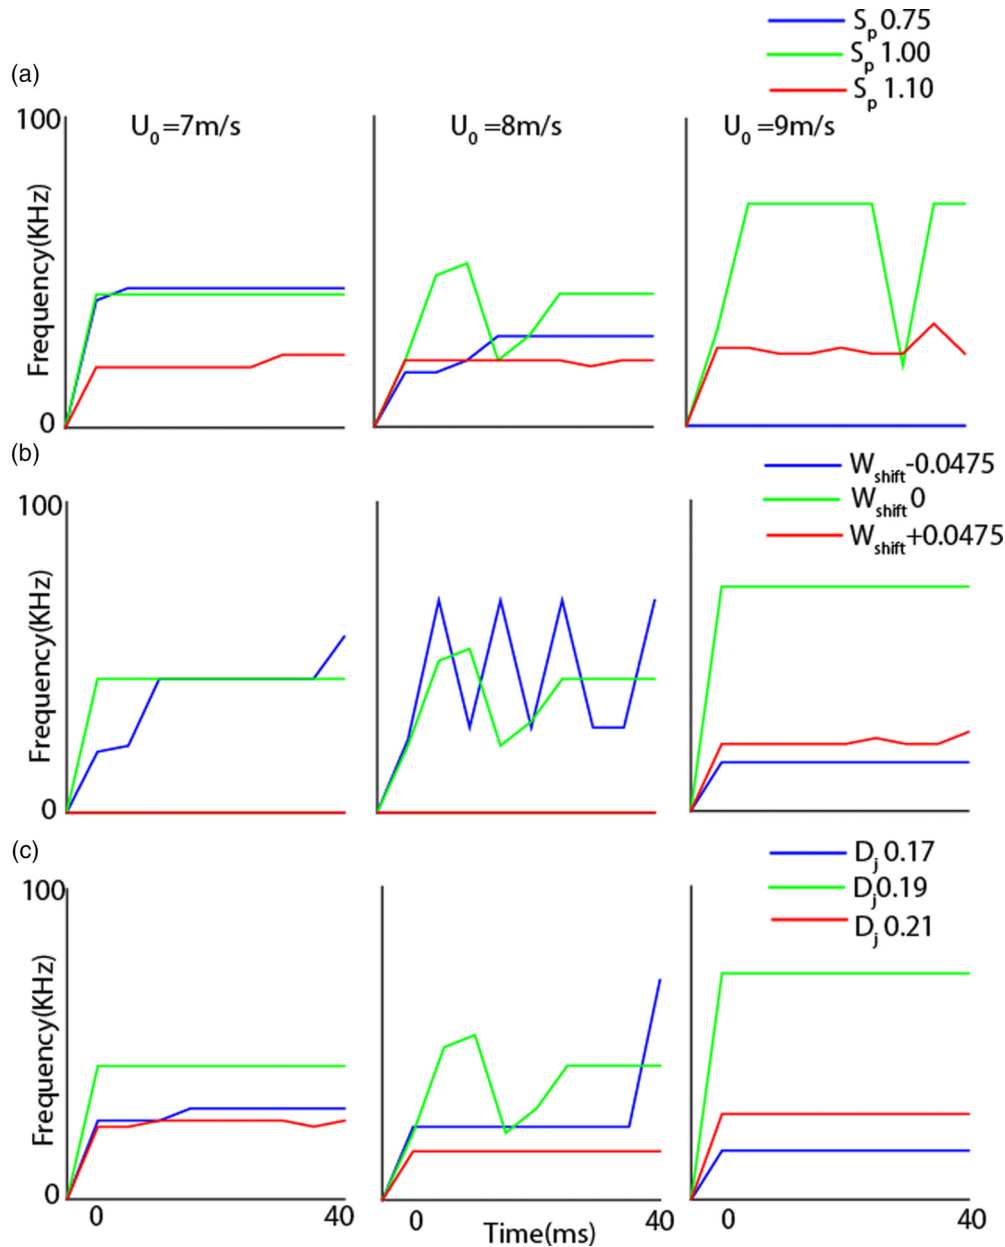 S_p 0.75
S_p 1.00
S_p 1.10
(a)
100
U_0 =7m/s
U_0 =8m/s
U_0 =9m/s
Frequency(KHz)
0
(b)
W_shift -0.0475
W_shift 0
W_shift +0.0475
100
Frequency(KHz)
0
(c)
D_j 0.17
D_j 0.19
D_j 0.21
100
Frequency(KHz)
0
0 0 40 0 40
Time(ms)
40